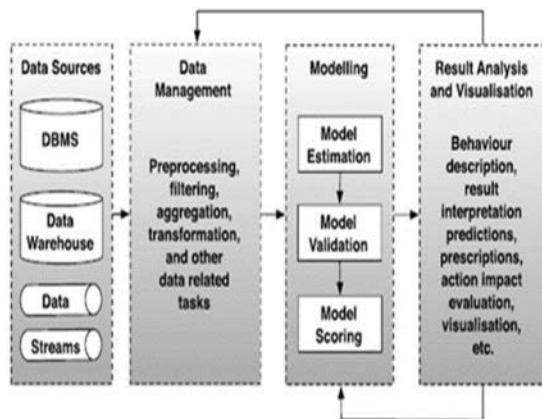 Data Sources
DBMS
Data
Warehouse
Data
Streams
Data
Management
Preprocessing,
filtering,
aggregation,
transformation,
and other
data related
tasks
Modelling
Model
Estimation
Model
Validation
Model
Scoring
Result Analysis
and Visualisation
Behaviour
description,
result
interpretation
predictions,
prescriptions,
action impact
evaluation,
visualisation,
etc.